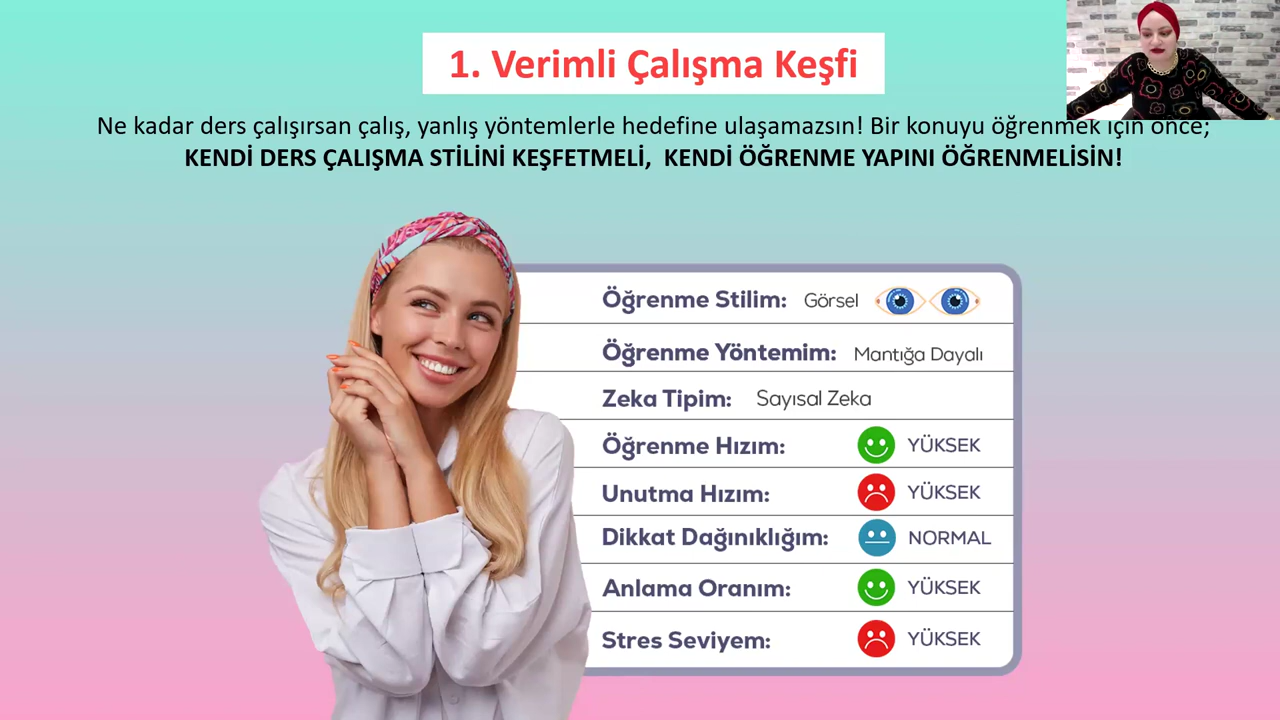 1. Verimli Çalışma Keşfi
Ne kadar ders çalışırsan çalış, yanlış yöntemlerle hedefine ulaşamazsın! Bir konuyu öğrenmek için önce;
KENDİ DERS ÇALIŞMA STİLİNİ KEŞFETMELİ, KENDİ ÖĞRENME YAPINI ÖĞRENMELİSİN!
Öğrenme Stilim: Görsel
Öğrenme Yöntemim: Mantığa Dayalı
Zeka Tipim: Sayısal Zeka
Öğrenme Hızım: YÜKSEK
Unutma Hızım: YÜKSEK
Dikkat Dağınıklığım: NORMAL
Anlama Oranım: YÜKSEK
Stres Seviyem: YÜKSEK